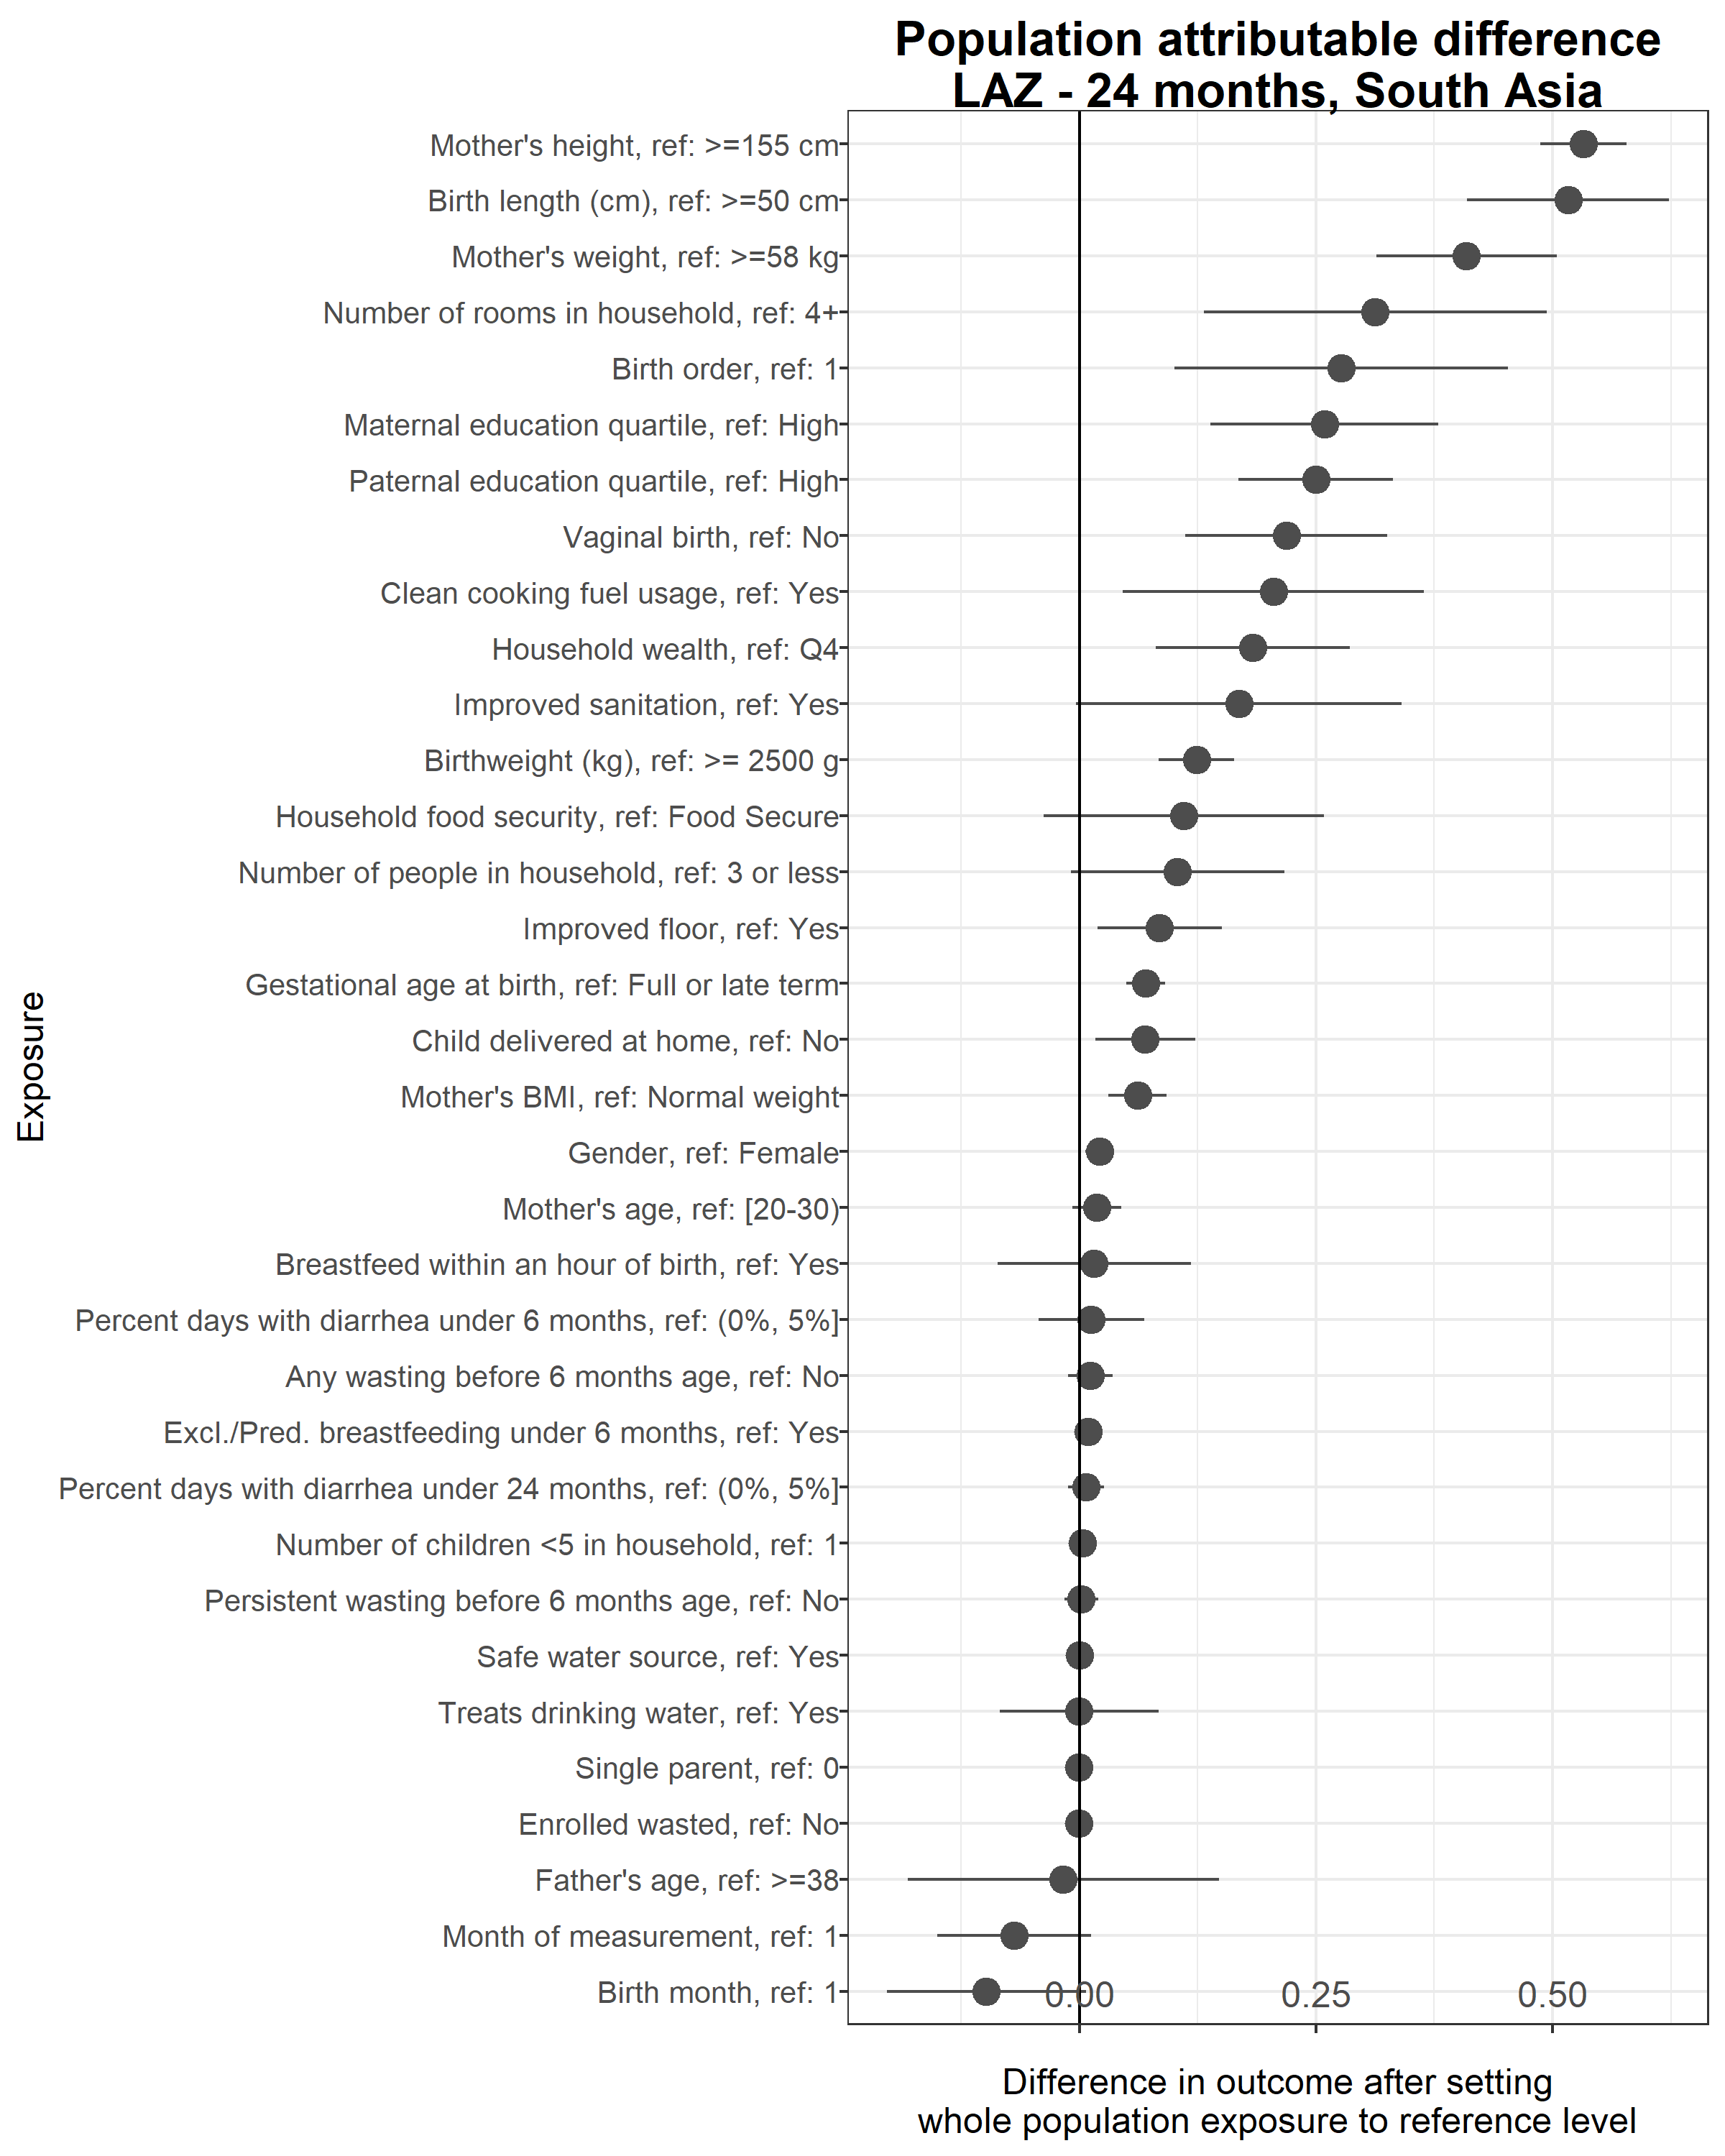 Population attributable difference
LAZ - 24 months, South Asia
Mother's height, ref: >=155 cm
Birth length (cm), ref: >=50 cm
Mother's weight, ref: >=58 kg
Number of rooms in household, ref: 4+
Birth order, ref: 1
Maternal education quartile, ref: High
Paternal education quartile, ref: High
Vaginal birth, ref: No
Clean cooking fuel usage, ref: Yes
Household wealth, ref: Q4
Improved sanitation, ref: Yes
Birthweight (kg), ref: >= 2500 g
Household food security, ref: Food Secure
Number of people in household, ref: 3 or less
Improved floor, ref: Yes
Gestational age at birth, ref: Full or late term
Child delivered at home, ref: No
Mother's BMI, ref: Normal weight
Gender, ref: Female
Mother's age, ref: [20-30)
Breastfeed within an hour of birth, ref: Yes
Percent days with diarrhea under 6 months, ref: (0%, 5%]
Any wasting before 6 months age, ref: No
Excl./Pred. breastfeeding under 6 months, ref: Yes
Percent days with diarrhea under 24 months, ref: (0%, 5%]
Number of children <5 in household, ref: 1
Persistent wasting before 6 months age, ref: No
Safe water source, ref: Yes
Treats drinking water, ref: Yes
Single parent, ref: 0
Enrolled wasted, ref: No
Father's age, ref: >=38
Month of measurement, ref: 1
Birth month, ref: 1
Exposure
0.00 0.25 0.50
Difference in outcome after setting
whole population exposure to reference level